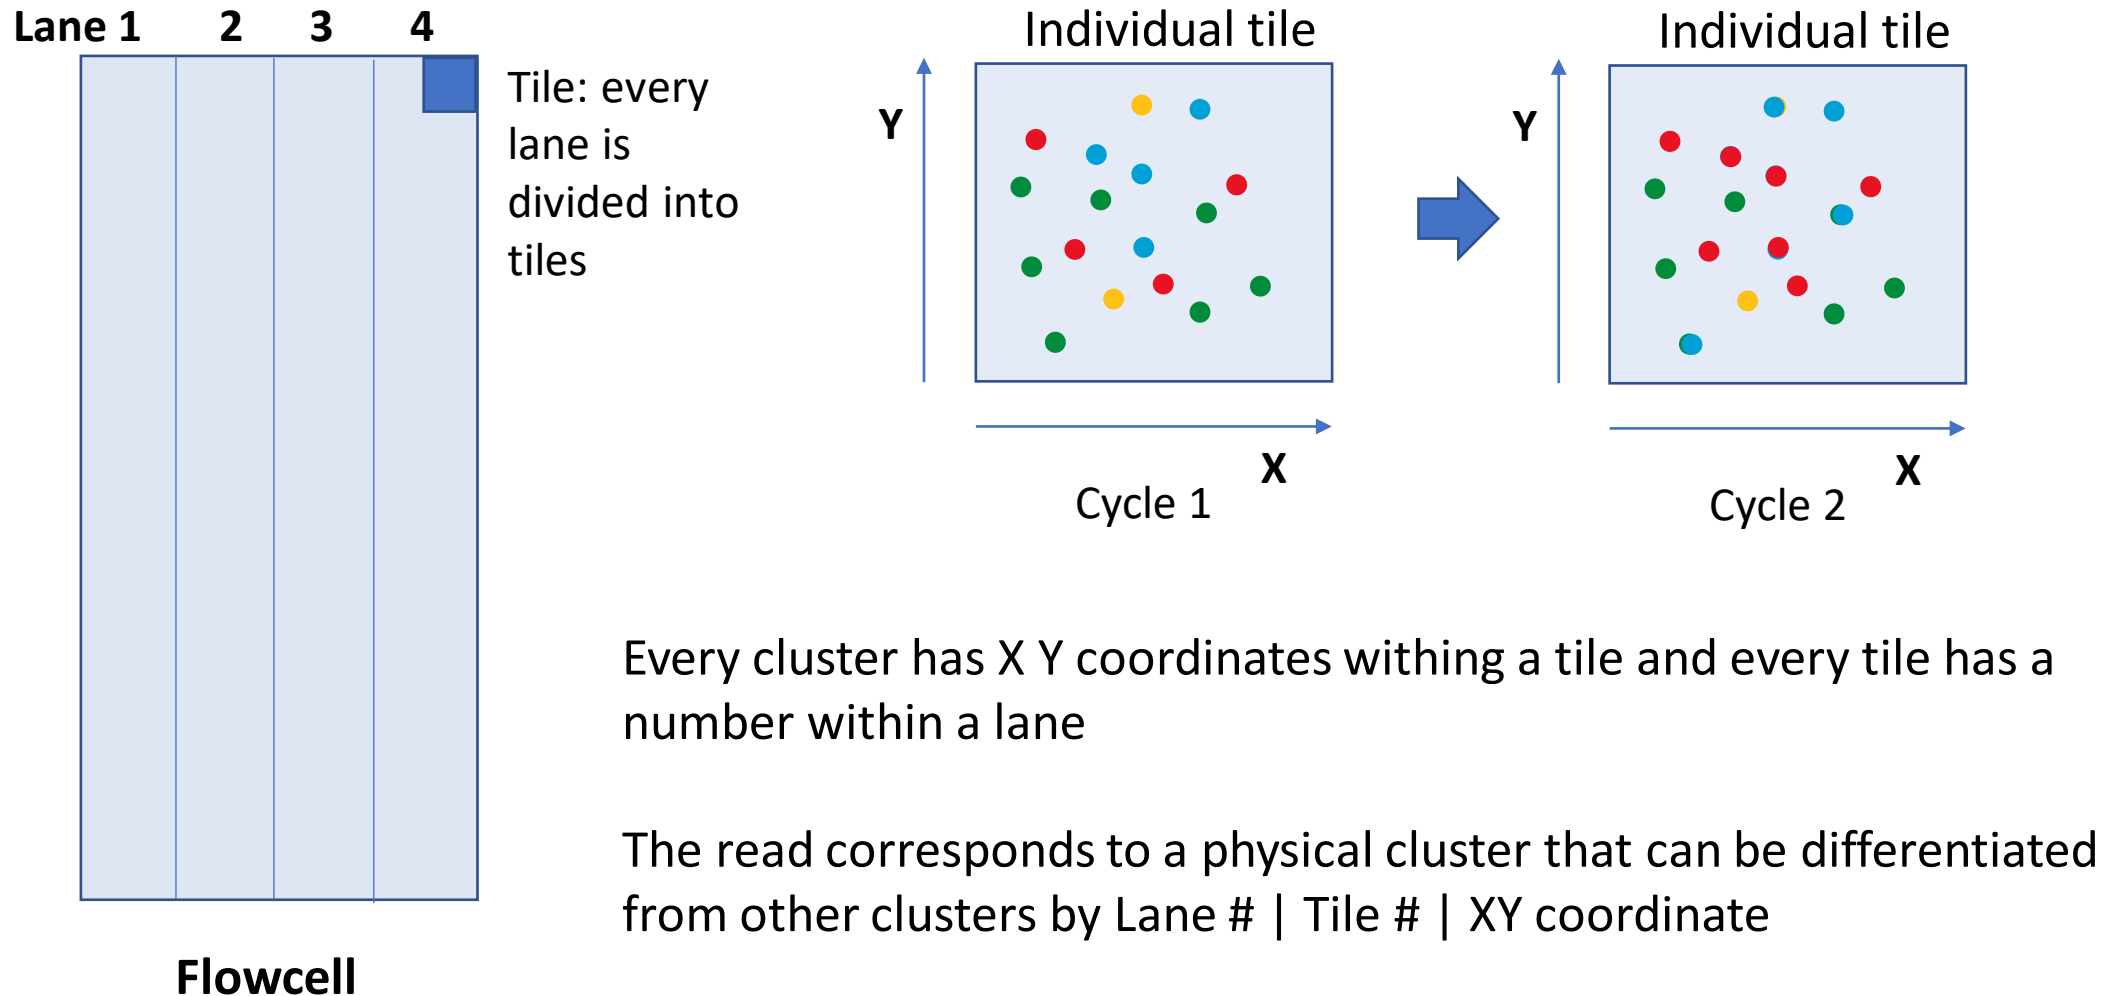 Lane 1 2 3 4
Tile: every
lane is
divided into
tiles
Flowcell
Individual tile
Y
X
Cycle 1
Individual tile
Y
X
Cycle 2
Every cluster has X Y coordinates withing a tile and every tile has a
number within a lane
The read corresponds to a physical cluster that can be differentiated
from other clusters by Lane # | Tile # | XY coordinate